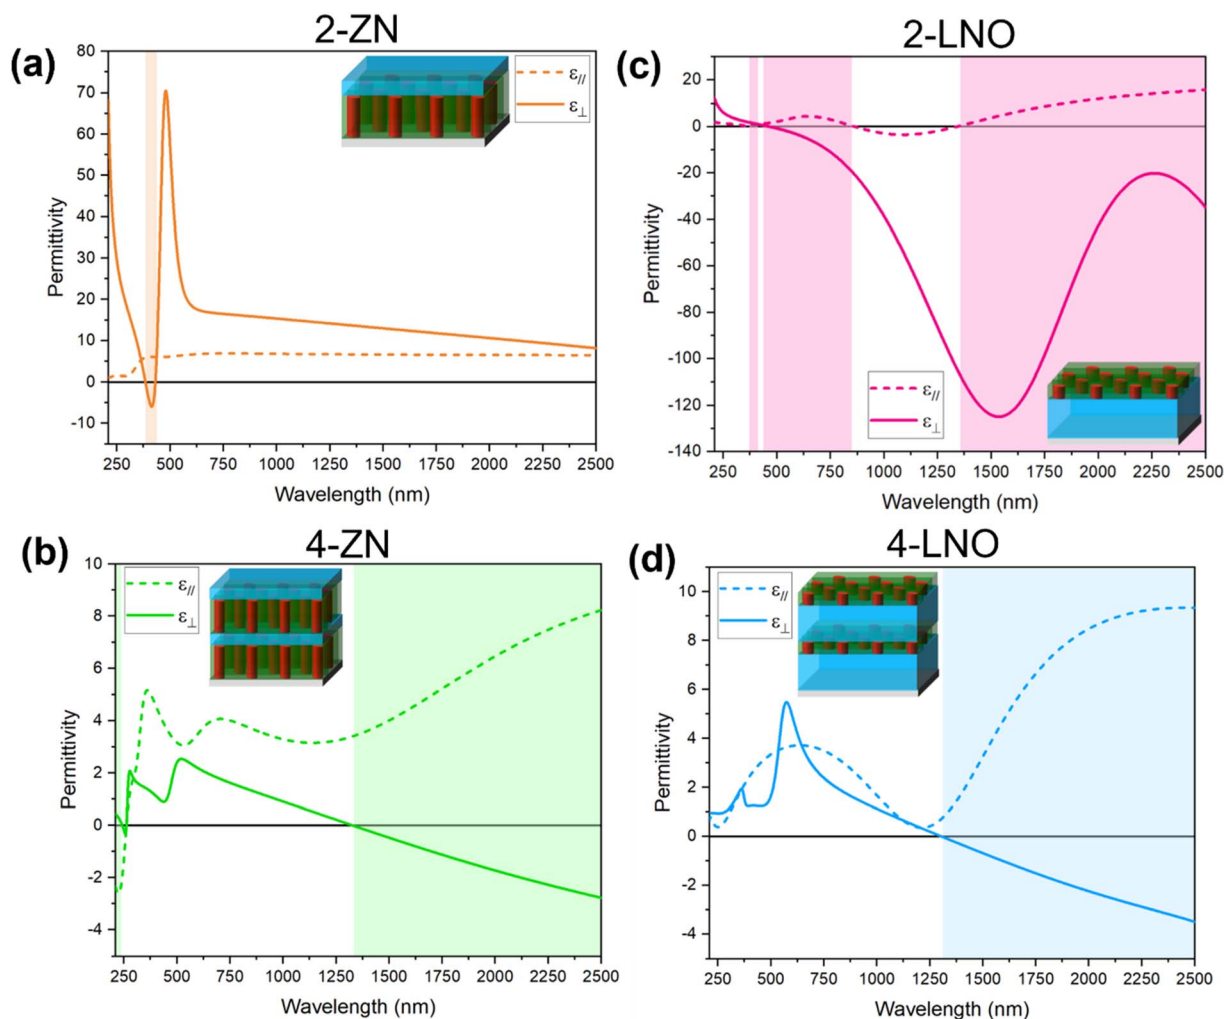 2-ZN
(a)
80
70
60
50
40
30
20
10
0
-10
Permittivity
ε//
ε⊥
250 500 750 1000 1250 1500 1750 2000 2250 2500
Wavelength (nm)
2-LNO
(c)
20
0
-20
-40
-60
-80
-100
-120
-140
Permittivity
ε//
ε⊥
250 500 750 1000 1250 1500 1750 2000 2250 2500
Wavelength (nm)
4-ZN
(b)
10
8
6
4
2
0
-2
-4
Permittivity
ε//
ε⊥
250 500 750 1000 1250 1500 1750 2000 2250 2500
Wavelength (nm)
4-LNO
(d)
10
8
6
4
2
0
-2
-4
Permittivity
ε//
ε⊥
250 500 750 1000 1250 1500 1750 2000 2250 2500
Wavelength (nm)